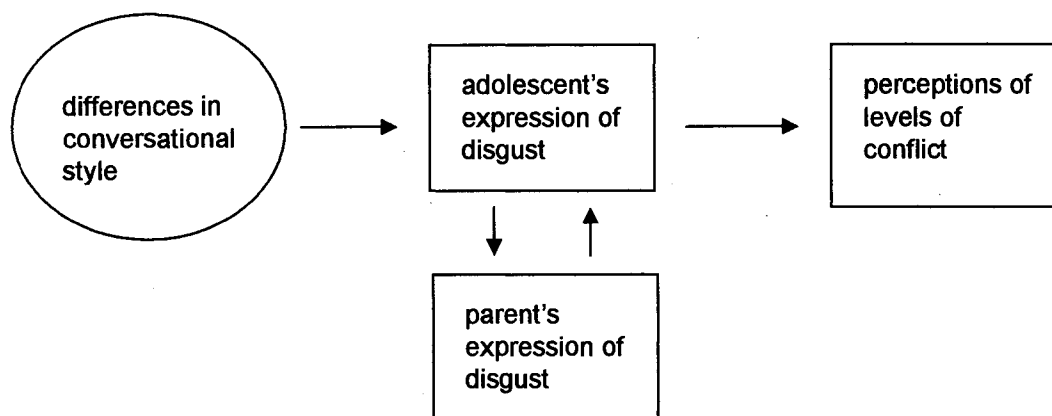 differences in
conversational
style
adolescent's
expression of
disgust
perceptions of
levels of
conflict
parent's
expression of
disgust